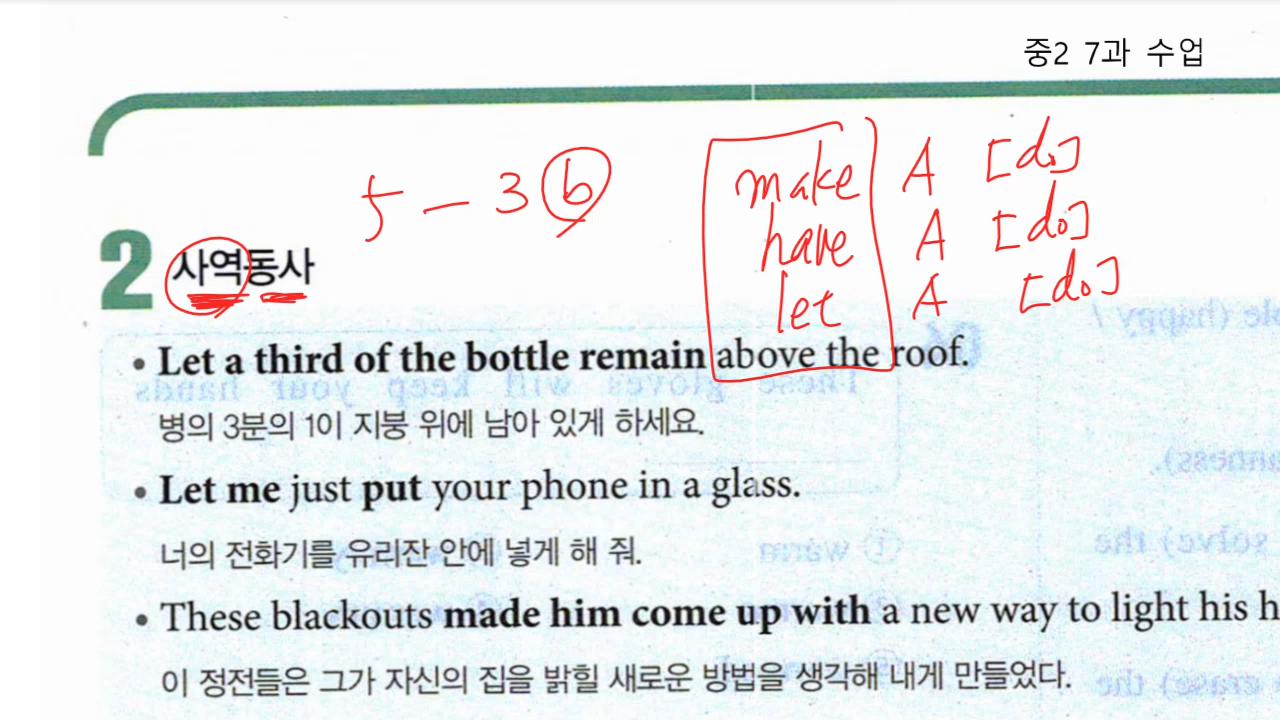 중2 7과 수업
5 - 3 ⓑ
make A [do]
have A [do]
let A [do]
2 사역동사
• Let a third of the bottle remain above the roof.
병의 3분의 1이 지붕 위에 남아 있게 하세요.
• Let me just put your phone in a glass.
너의 전화기를 유리잔 안에 넣게 해 줘.
• These blackouts made him come up with a new way to light his h
이 정전들은 그가 자신의 집을 밝힐 새로운 방법을 생각해 내게 만들었다.